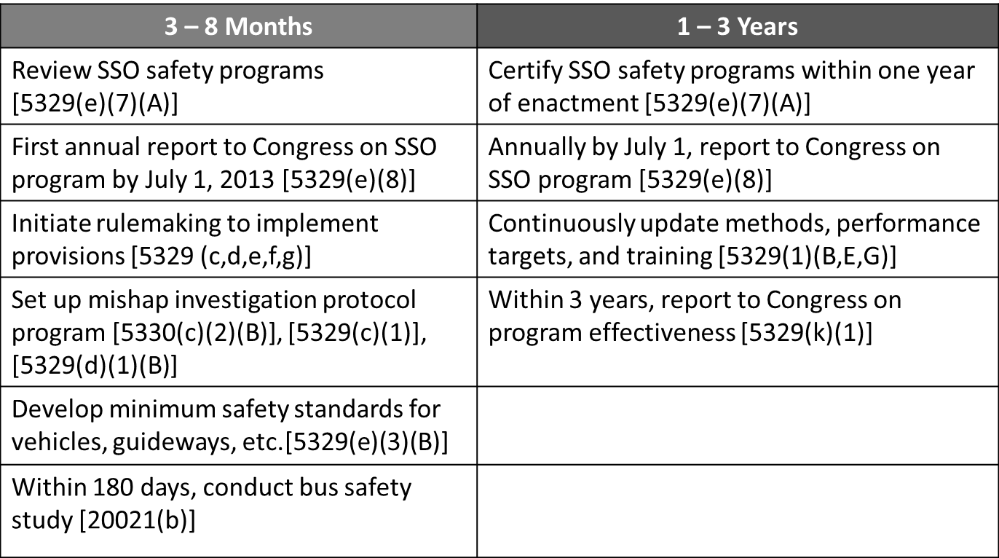 3 – 8 Months
1 – 3 Years
Review SSO safety programs
[5329(e)(7)(A)]
Certify SSO safety programs within one year
of enactment [5329(e)(7)(A)]
First annual report to Congress on SSO
program by July 1, 2013 [5329(e)(8)]
Annually by July 1, report to Congress on
SSO program [5329(e)(8)]
Initiate rulemaking to implement
provisions [5329 (c,d,e,f,g)]
Continuously update methods, performance
targets, and training [5329(1)(B,E,G)]
Set up mishap investigation protocol
program [5330(c)(2)(B)], [5329(c)(1)],
[5329(d)(1)(B)]
Within 3 years, report to Congress on
program effectiveness [5329(k)(1)]
Develop minimum safety standards for
vehicles, guideways, etc.[5329(e)(3)(B)]
Within 180 days, conduct bus safety
study [20021(b)]